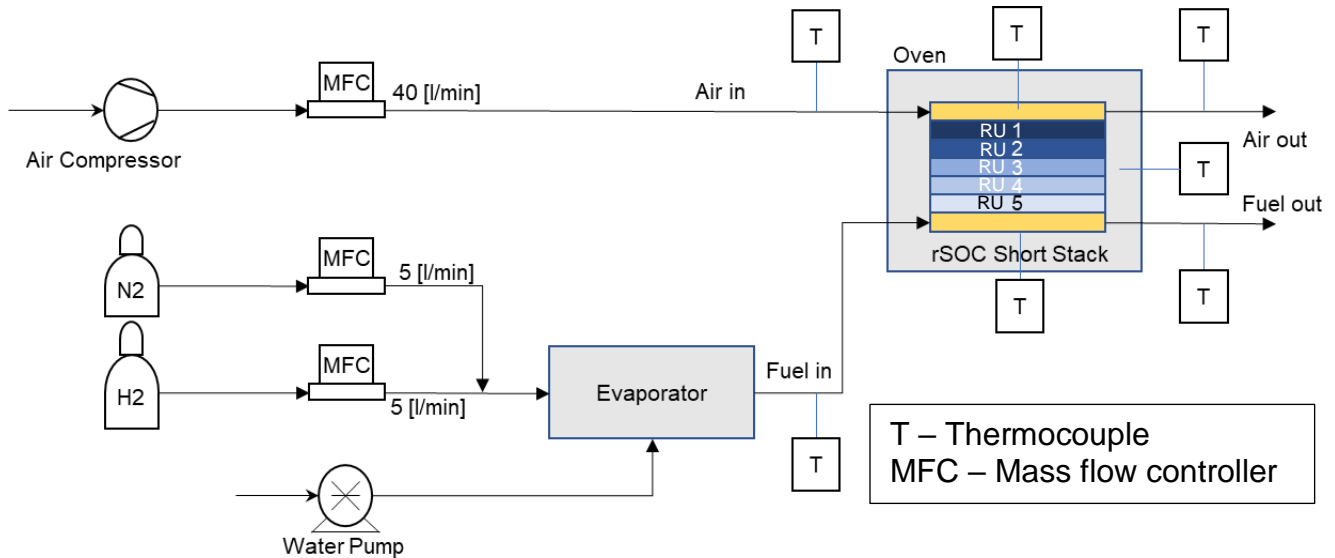 T
T
T
Oven
MFC
40 [l/min]
Air in
Air Compressor
RU 1
RU 2
RU 3
RU 4
RU 5
Air out
T
Fuel out
rSOC Short Stack
N2
MFC
5 [l/min]
T
T
H2
MFC
5 [l/min]
Evaporator
Fuel in
T
T – Thermocouple
MFC – Mass flow controller
Water Pump